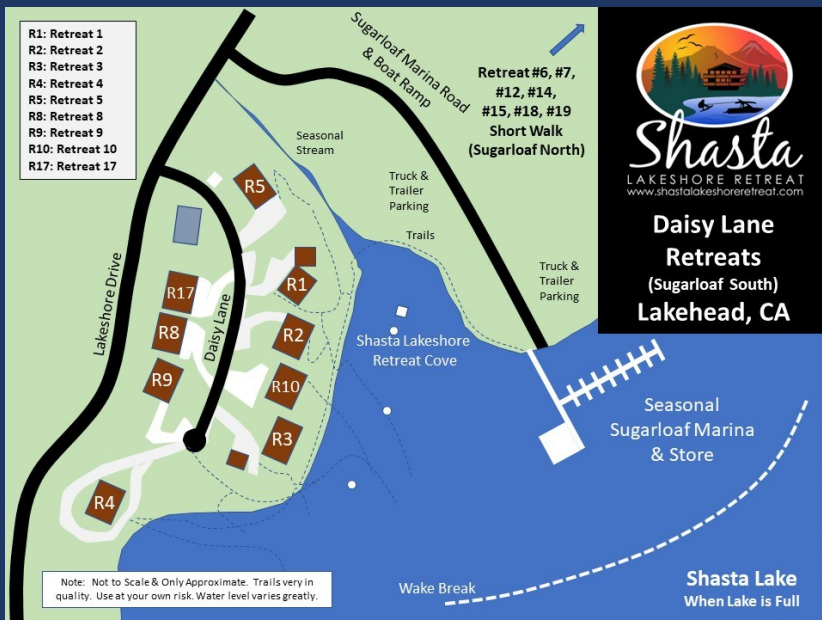 R1: Retreat 1
R2: Retreat 2
R3: Retreat 3
R4: Retreat 4
R5: Retreat 5
R8: Retreat 8
R9: Retreat 9
R10: Retreat 10
R17: Retreat 17
Sugarloaf Marina Road
& Boat Ramp
Retreat #6, #7,
#12, #14,
#15, #18, #19
Short Walk
(Sugarloaf North)
Shasta
LAKESHORE RETREAT
www.shastalakeshoreretreat.com
Daisy Lane
Retreats
(Sugarloaf South)
Lakehead, CA
Seasonal
Stream
Truck &
Trailer
Parking
Trails
Truck &
Trailer
Parking
Lakeshore Drive
Daisy Lane
R5
R1
R17
R8
R2
R9
R10
R3
R4
Shasta Lakeshore
Retreat Cove
Seasonal
Sugarloaf Marina
& Store
Wake Break
Shasta Lake
When Lake is Full
Note: Not to Scale & Only Approximate. Trails very in
quality. Use at your own risk. Water level varies greatly.